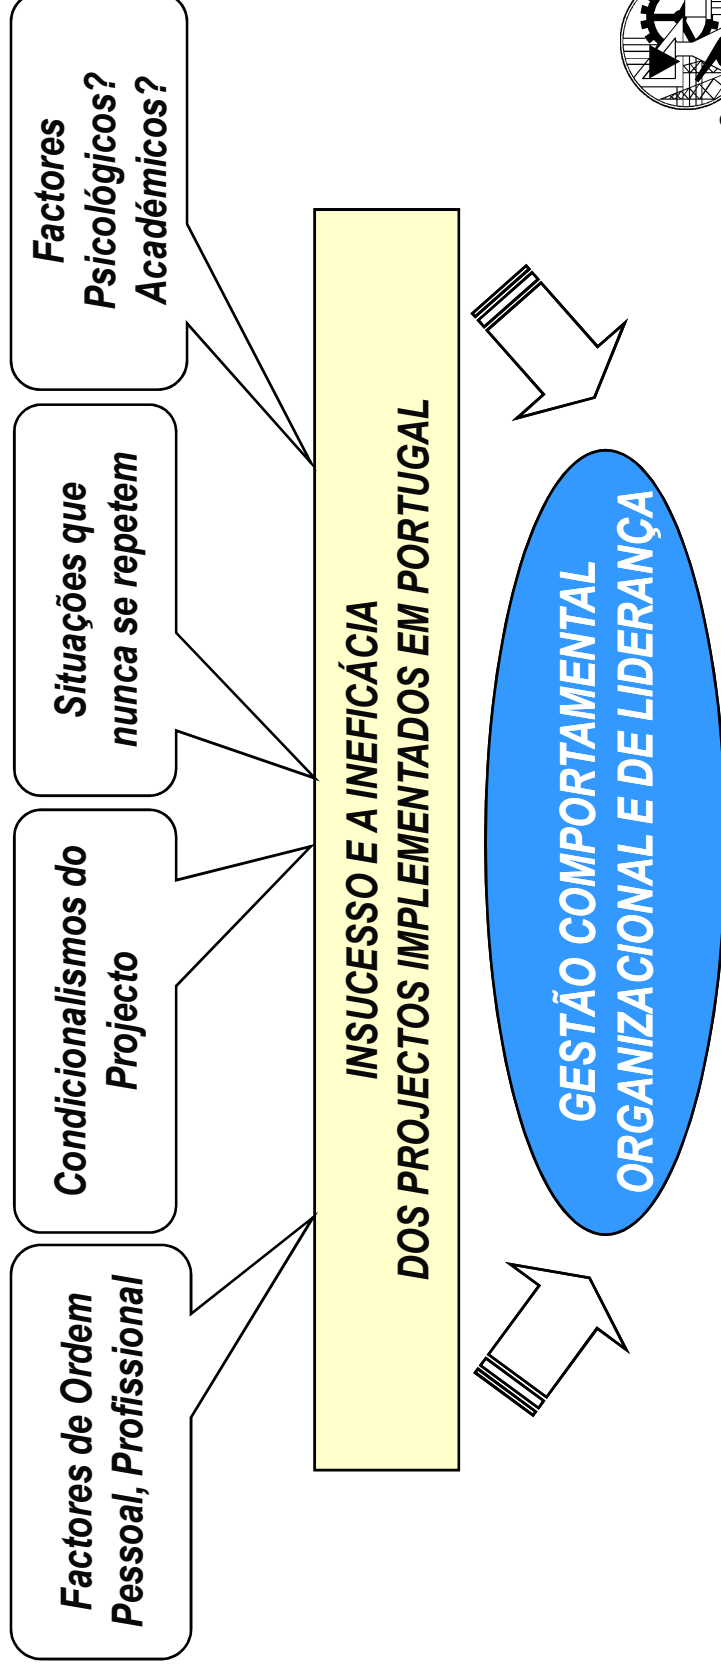 Factores de Ordem
Pessoal, Profissional
Condicionalismos do
Projecto
Situações que
nunca se repetem
Factores
Psicológicos?
Académicos?
INSUCESSO E A INEFICÁCIA
DOS PROJECTOS IMPLEMENTADOS EM PORTUGAL
GESTÃO COMPORTAMENTAL
ORGANIZACIONAL E DE LIDERANÇA